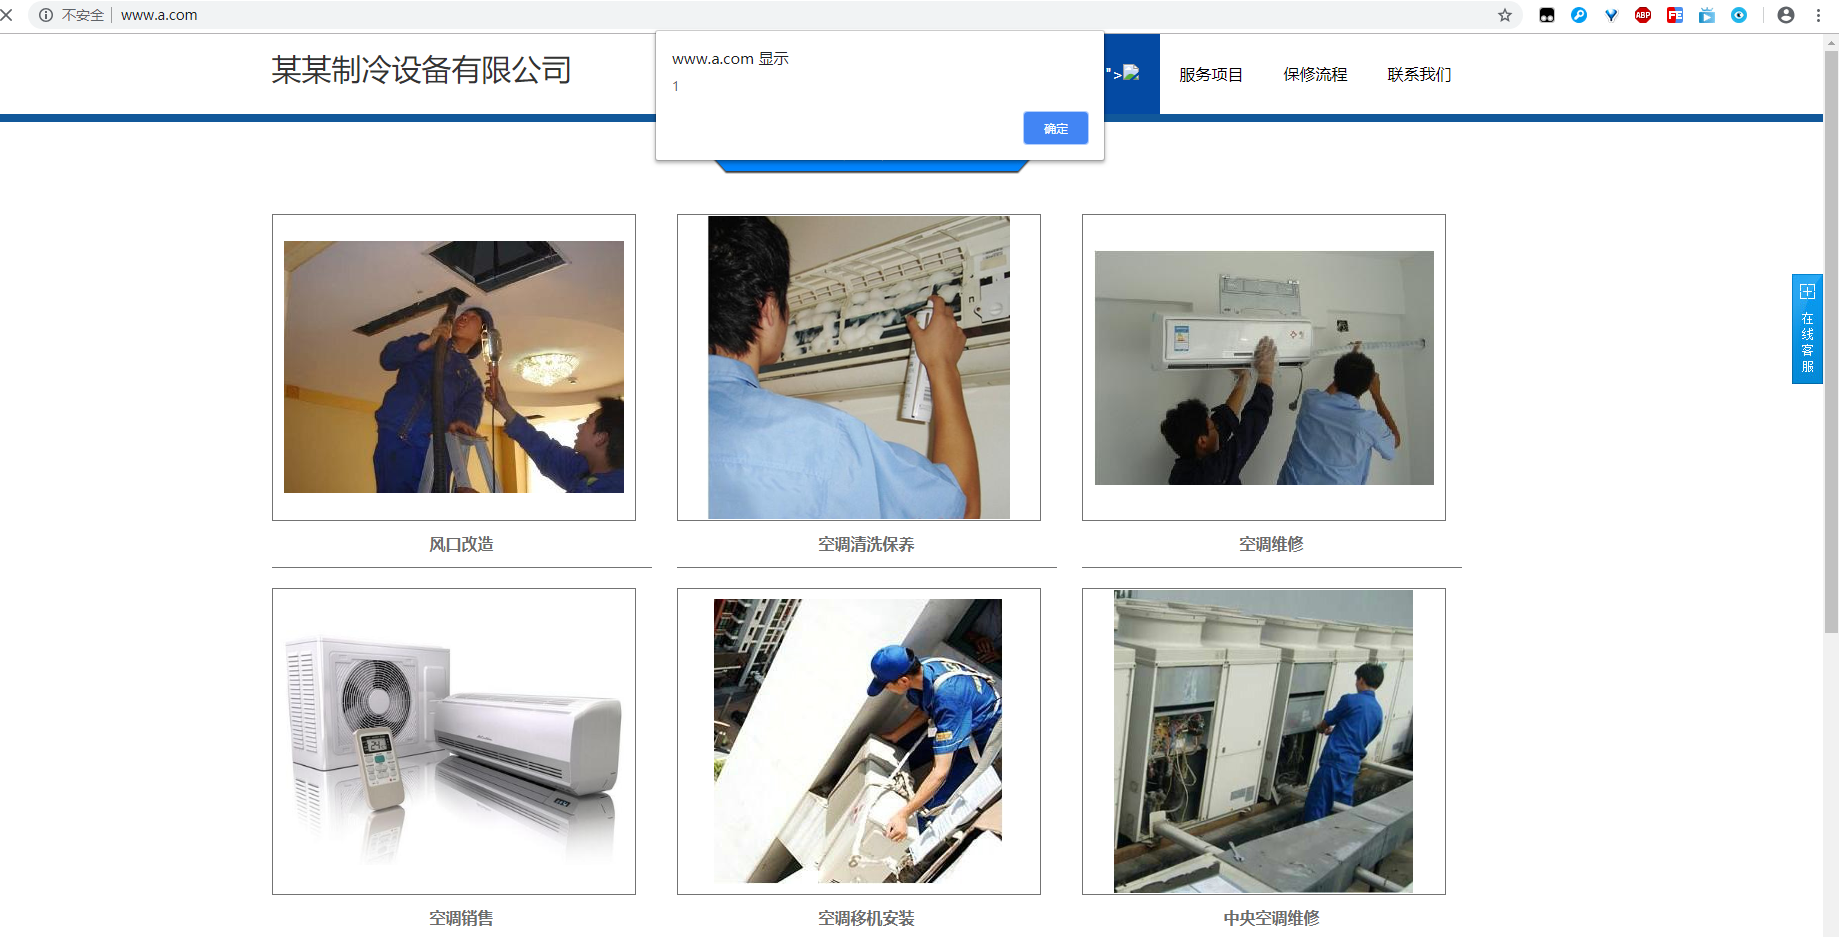 不安全 www.a.com
ABP
某某制冷设备有限公司
www.a.com 显示
1
确定
">
服务项目 保修流程 联系我们
在线客服
风口改造 空调清洗保养 空调维修
空调销售 空调移机安装 中央空调维修